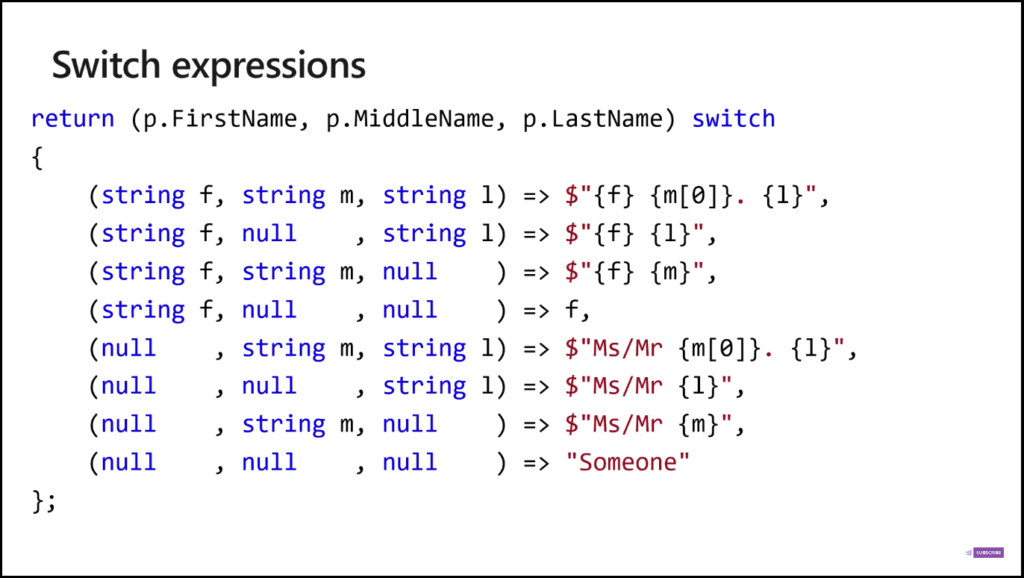 Switch expressions
return (p.FirstName, p.MiddleName, p.LastName) switch
{
    (string f, string m, string l) => $"{f} {m[0]}. {l}",
    (string f, null    , string l) => $"{f} {l}",
    (string f, string m, null    ) => $"{f} {m}",
    (string f, null    , null    ) => f,
    (null    , string m, string l) => $"Ms/Mr {m[0]}. {l}",
    (null    , null    , string l) => $"Ms/Mr {l}",
    (null    , string m, null    ) => $"Ms/Mr {m}",
    (null    , null    , null    ) => "Someone"
};
SUBSCRIBE